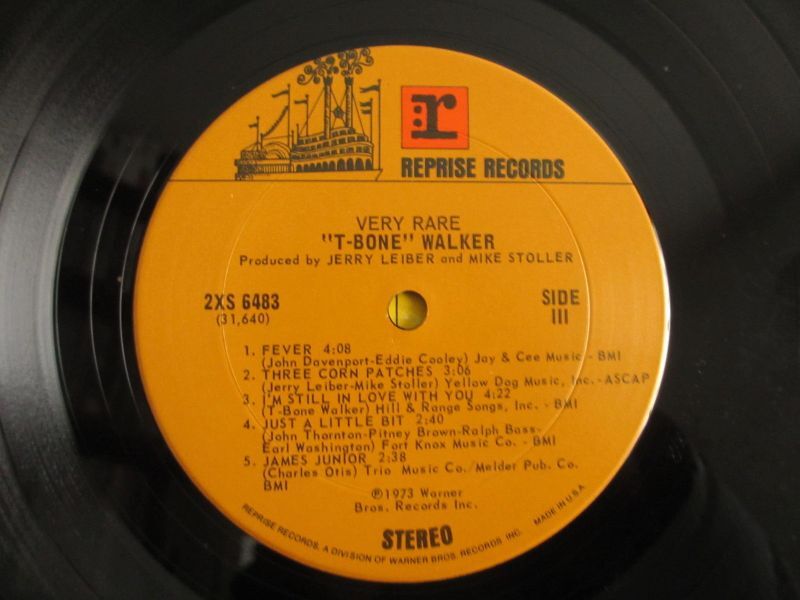 r:
REPRISE RECORDS
VERY RARE
"T-BONE" WALKER
Produced by JERRY LEIBER and MIKE STOLLER
2XS 6483
(31,640)
SIDE
III
1. FEVER 4:08
(John Davenport-Eddie Cooley) Jay & Cee Music - BMI
2. THREE CORN PATCHES 3:06
(Jerry Leiber-Mike Stoller) Yellow Dog Music, Inc. - ASCAP
3. I'M STILL IN LOVE WITH YOU 4:22
(T-Bone Walker) Hill & Range Songs, Inc. - BMI
4. JUST A LITTLE BIT 2:40
(John Thornton-Pitney Brown-Ralph Bass-
Earl Washington) Fort Knox Music Co. - BMI
5. JAMES JUNIOR 2:38
(Charles Otis) Trio Music Co./Melder Pub. Co.
BMI
℗1973 Warner
Bros. Records Inc.
STEREO
REPRISE RECORDS, A DIVISION OF WARNER BROS. RECORDS INC. MADE IN U.S.A.